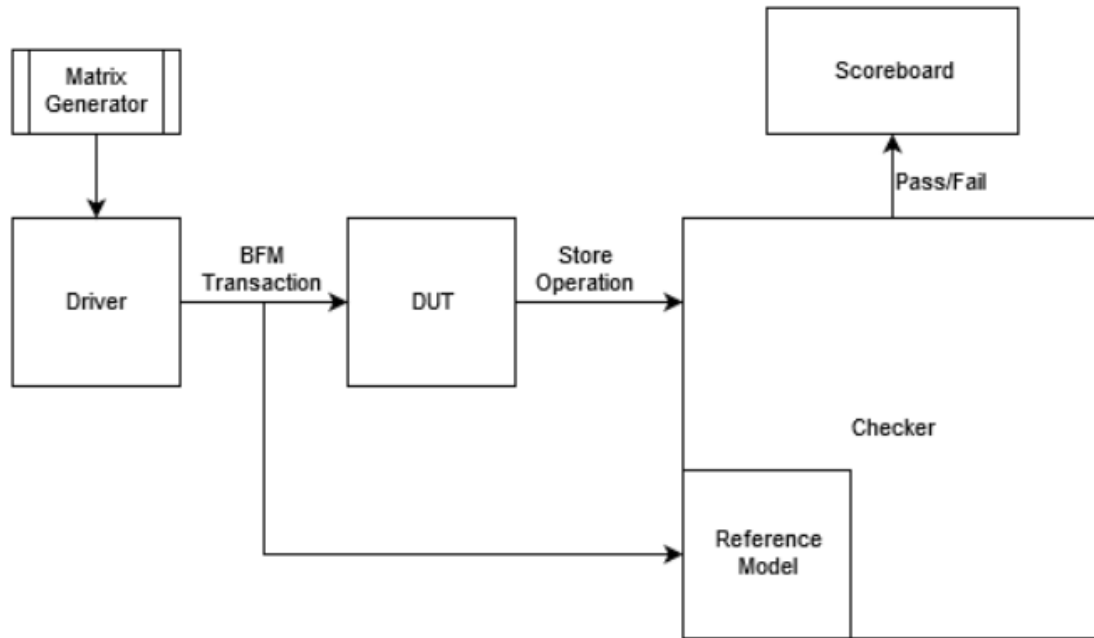 Matrix
Generator
Scoreboard
Pass/Fail
Driver
BFM
Transaction
DUT
Store
Operation
Checker
Reference
Model